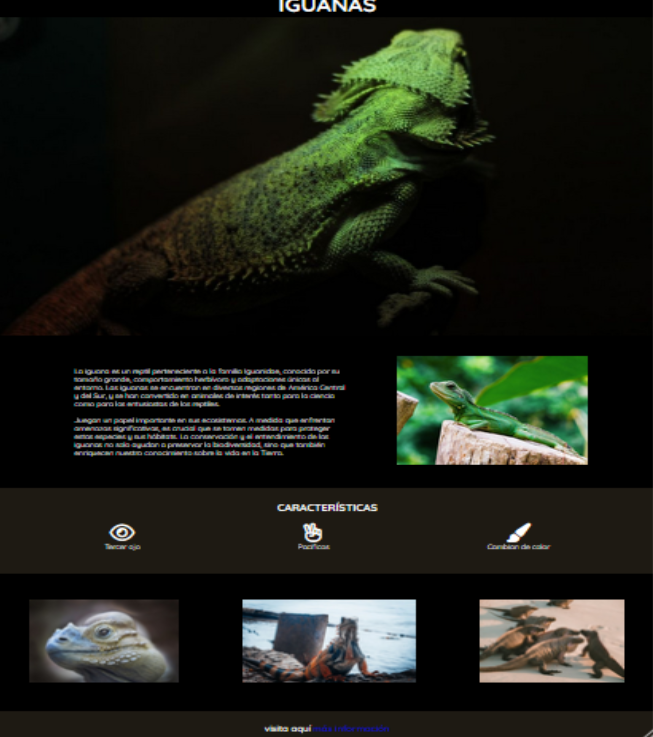 IGUANAS
La iguana es un reptil perteneciente a la familia Iguanidae, conocida por su
tamaño grande, comportamiento herbívoro y adaptaciones únicas al
entorno. Las iguanas se encuentran en diversas regiones de América Central
y del Sur, y se han convertido en animales de interés tanto para la ciencia
como para los entusiastas de los reptiles.
Juegan un papel importante en sus ecosistemas. A medida que enfrentan
amenazas significativas, es crucial que se tomen medidas para proteger
estas especies y sus hábitats. La conservación y el entendimiento de las
iguanas no solo ayudan a preservar la biodiversidad, sino que también
enriquecen nuestro conocimiento sobre la vida en la Tierra.
CARACTERÍSTICAS
Tercer ojo
Pacíficas
Cambian de color
visita aquí más información